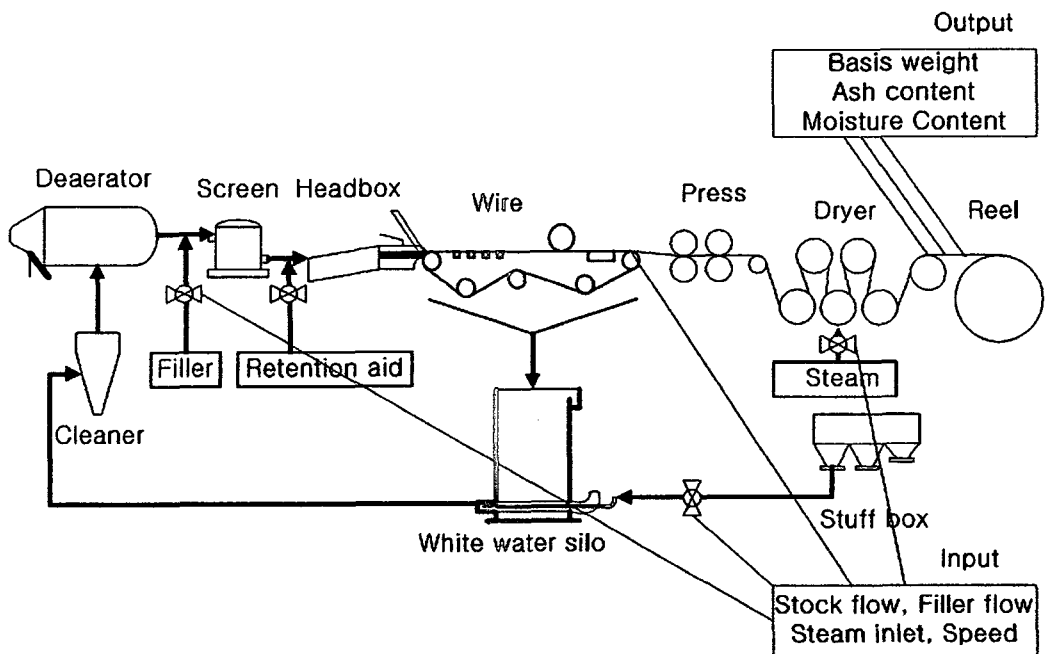 Output
Basis weight
Ash content
Moisture Content
Deaerator
Screen
Headbox
Wire
Press
Dryer
Reel
Filler
Retention aid
Steam
Cleaner
Stuff box
White water silo
Input
Stock flow, Filler flow
Steam inlet, Speed